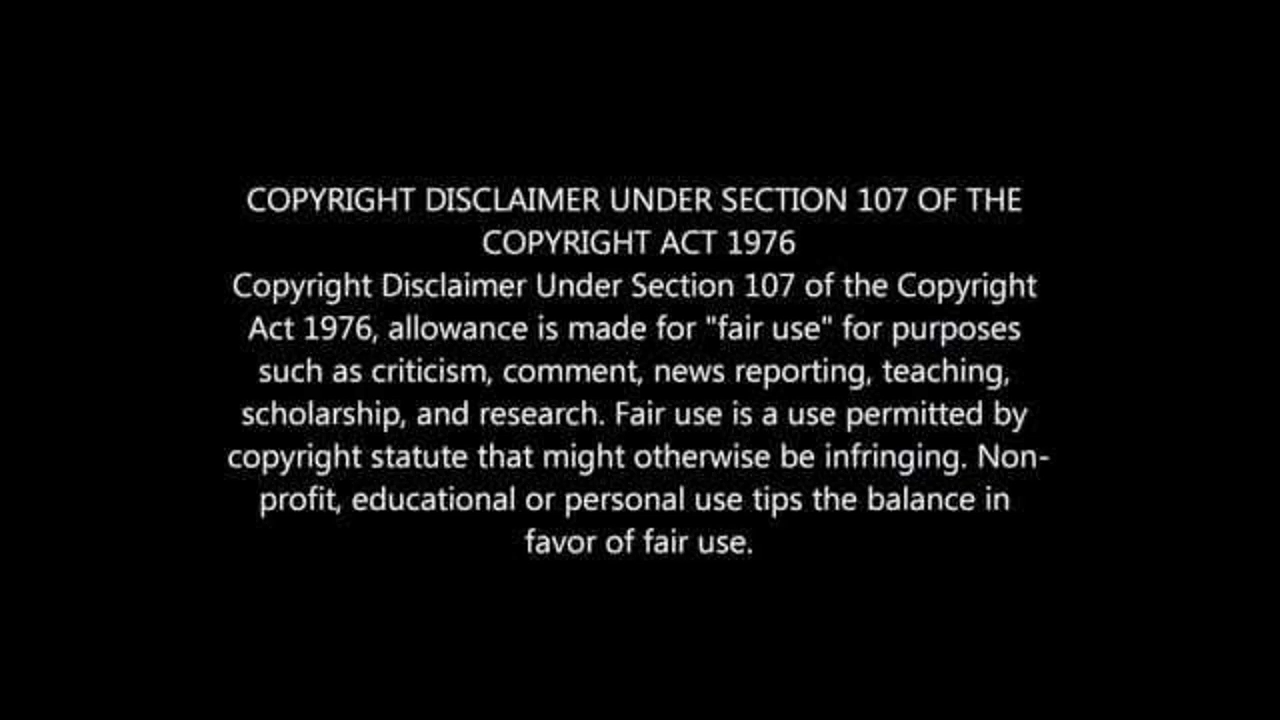 COPYRIGHT DISCLAIMER UNDER SECTION 107 OF THE
COPYRIGHT ACT 1976
Copyright Disclaimer Under Section 107 of the Copyright
Act 1976, allowance is made for "fair use" for purposes
such as criticism, comment, news reporting, teaching,
scholarship, and research. Fair use is a use permitted by
copyright statute that might otherwise be infringing. Non-
profit, educational or personal use tips the balance in
favor of fair use.